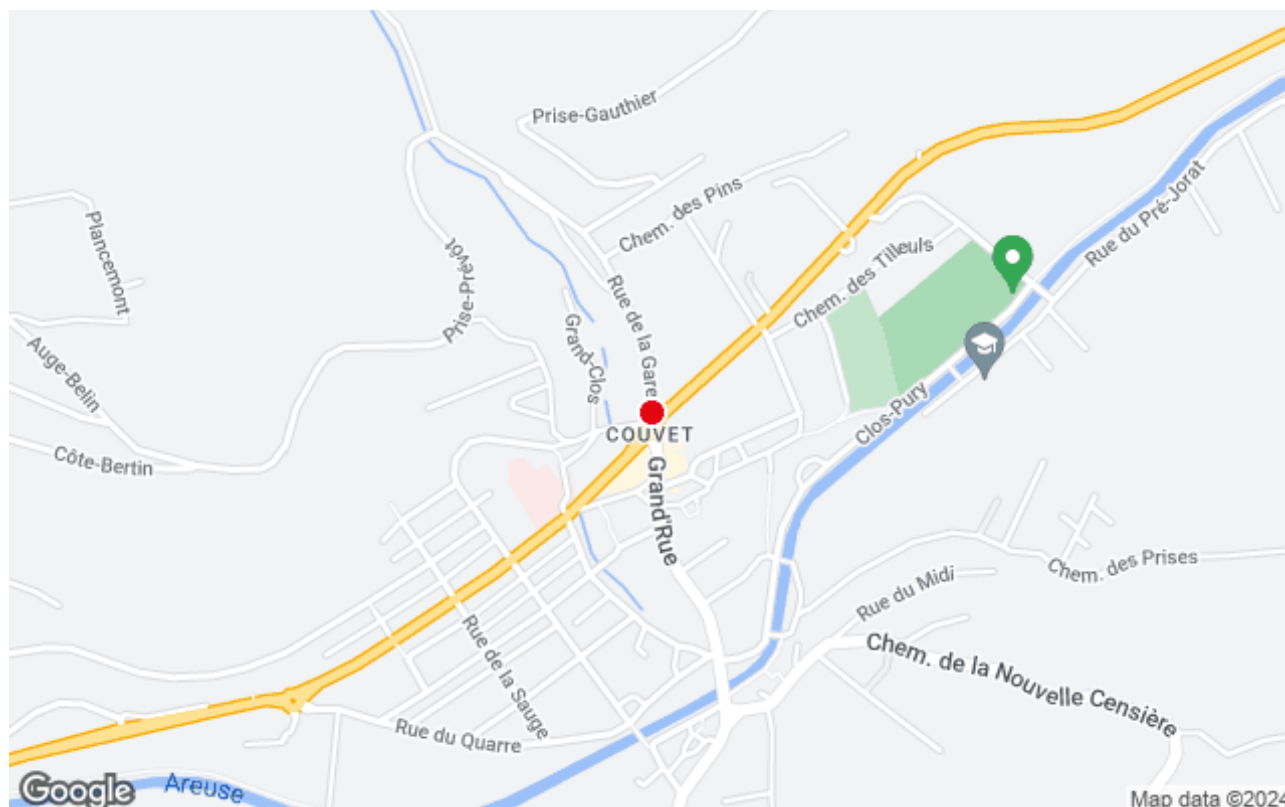 Prise-Gauthier
Chem. des Pins
Rue du Pré-Jorat
Plancemont
Prise-Prévôt
Chem. des Tilleuls
Rue de la Gare
Grand-Clos
Auge-Belin
Clos-Pury
COUVET
Côte-Bertin
Grand'Rue
Chem. des Prises
Rue du Midi
Chem. de la Nouvelle Censière
Rue de la Sauge
Rue du Quarre
Areuse
Google
Map data ©2024